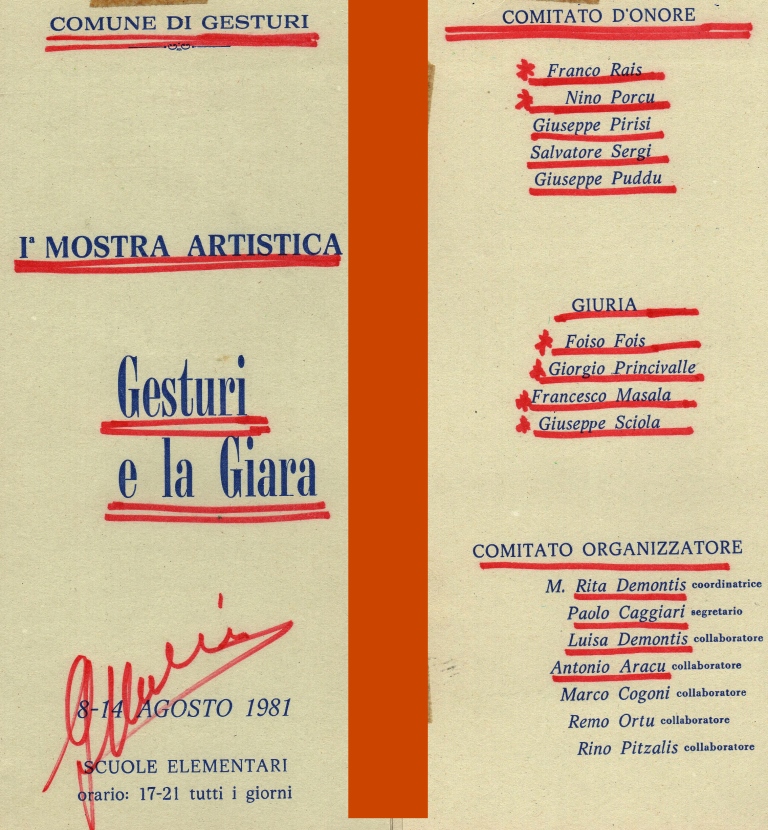 COMUNE DI GESTURI
Iª MOSTRA ARTISTICA
Gesturi
e la Giara
8-14 AGOSTO 1981
SCUOLE ELEMENTARI
orario: 17-21 tutti i giorni
COMITATO D'ONORE
Franco Rais
Nino Porcu
Giuseppe Pirisi
Salvatore Sergi
Giuseppe Puddu
GIURIA
Foiso Fois
Giorgio Princivalle
Francesco Masala
Giuseppe Sciola
COMITATO ORGANIZZATORE
M. Rita Demontis coordinatrice
Paolo Caggiari segretario
Luisa Demontis collaboratore
Antonio Aracu collaboratore
Marco Cogoni collaboratore
Remo Ortu collaboratore
Rino Pitzalis collaboratore